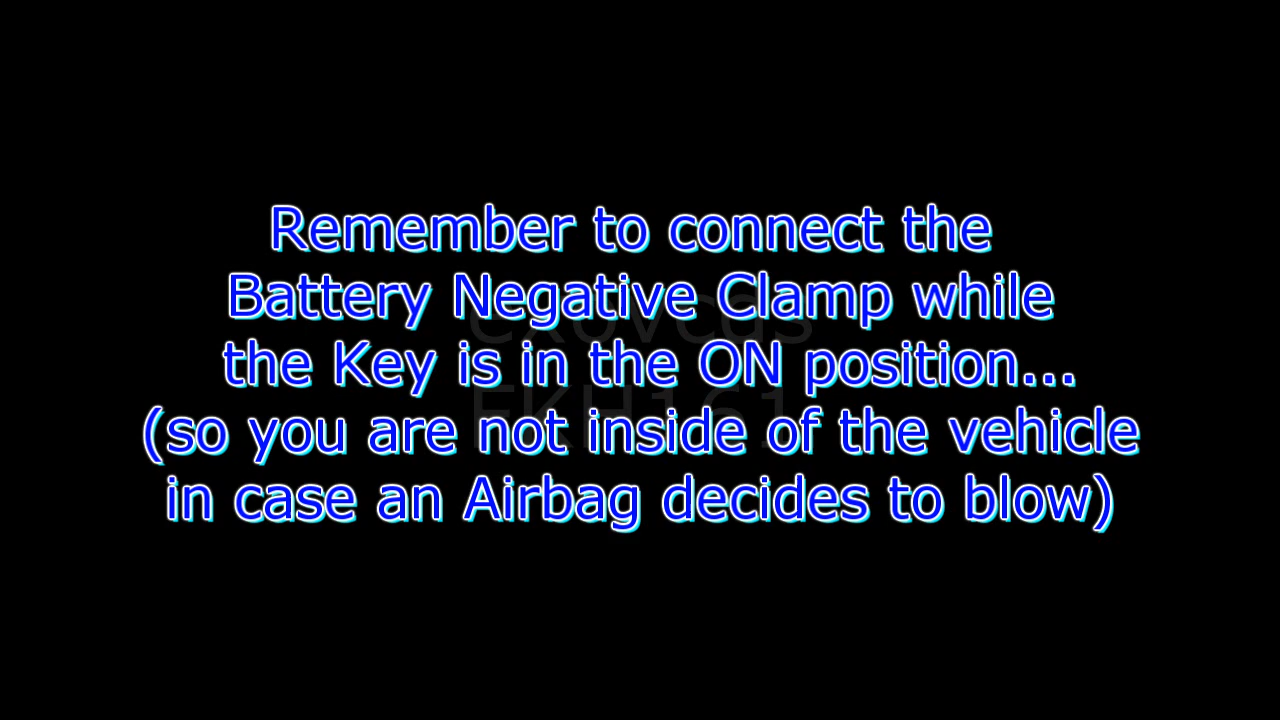 Remember to connect the
Battery Negative Clamp while
the Key is in the ON position...
(so you are not inside of the vehicle
in case an Airbag decides to blow)